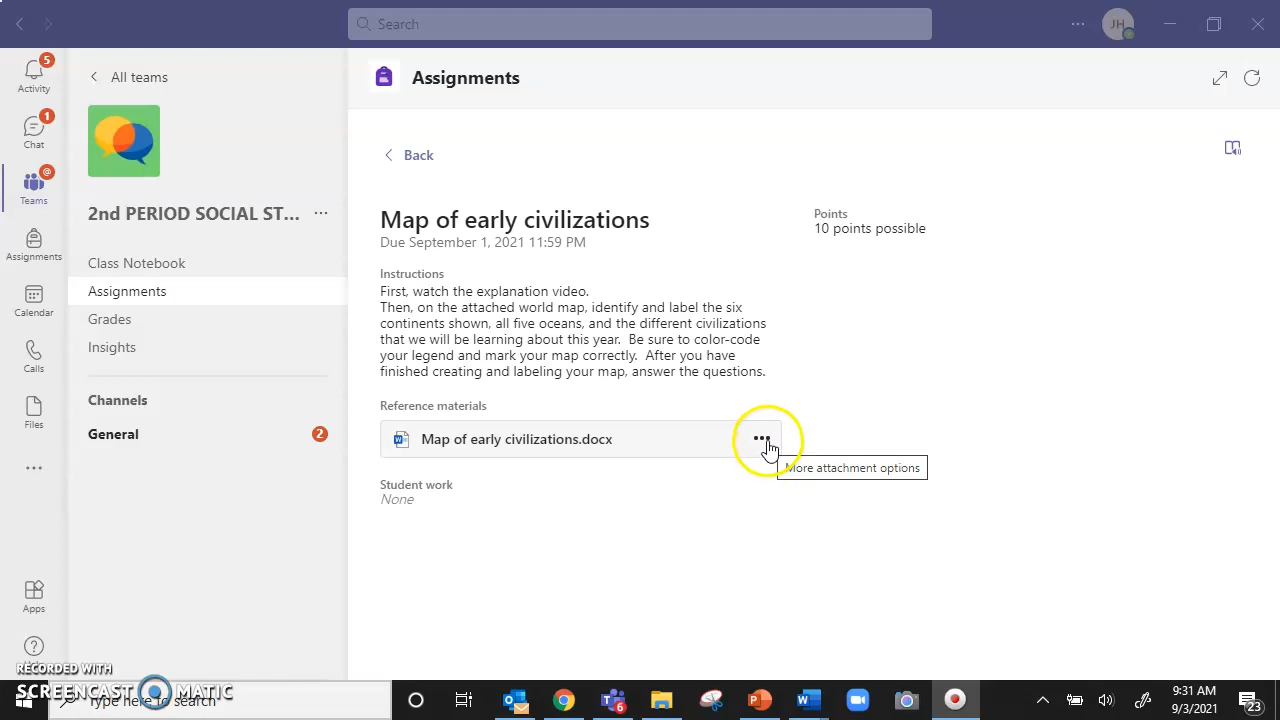 Search
JH
5
Activity
1
Chat
@
Teams
Assignments
Calendar
Calls
Files
Apps
All teams
2nd PERIOD SOCIAL ST...
Class Notebook
Assignments
Grades
Insights
Channels
General
2
Assignments
Back
Map of early civilizations
Due September 1, 2021 11:59 PM
Points
10 points possible
Instructions
First, watch the explanation video.
Then, on the attached world map, identify and label the six
continents shown, all five oceans, and the different civilizations
that we will be learning about this year. Be sure to color-code
your legend and mark your map correctly. After you have
finished creating and labeling your map, answer the questions.
Reference materials
Map of early civilizations.docx
More attachment options
Student work
None
RECORDED WITH
SCREENCAST MATIC
Type here to search
6
9:31 AM
9/3/2021
23